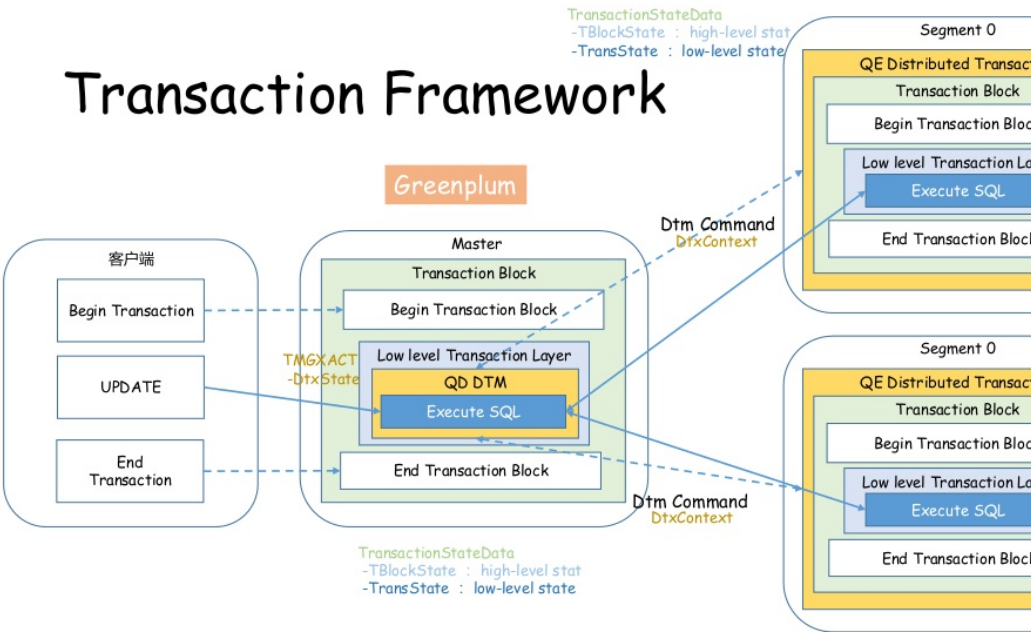 Transaction Framework
Greenplum
客户端
Begin Transaction
UPDATE
End
Transaction
Master
Transaction Block
Begin Transaction Block
TMGXACT
-DtxState
Low level Transaction Layer
QD DTM
Execute SQL
End Transaction Block
TransactionStateData
-TBlockState : high-level stat
-TransState : low-level state
Dtm Command
DtxContext
Dtm Command
DtxContext
TransactionStateData
-TBlockState : high-level stat
-TransState : low-level state
Segment 0
QE Distributed Transac
Transaction Block
Begin Transaction Bloc
Low level Transaction La
Execute SQL
End Transaction Block
Segment 0
QE Distributed Transac
Transaction Block
Begin Transaction Bloc
Low level Transaction La
Execute SQL
End Transaction Block